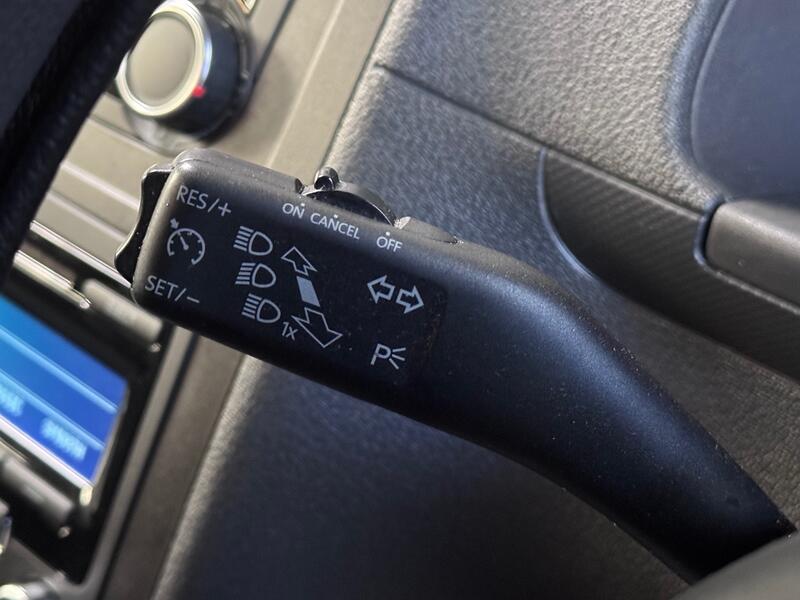 RES/+
ON CANCEL OFF
SET/–
1x
P